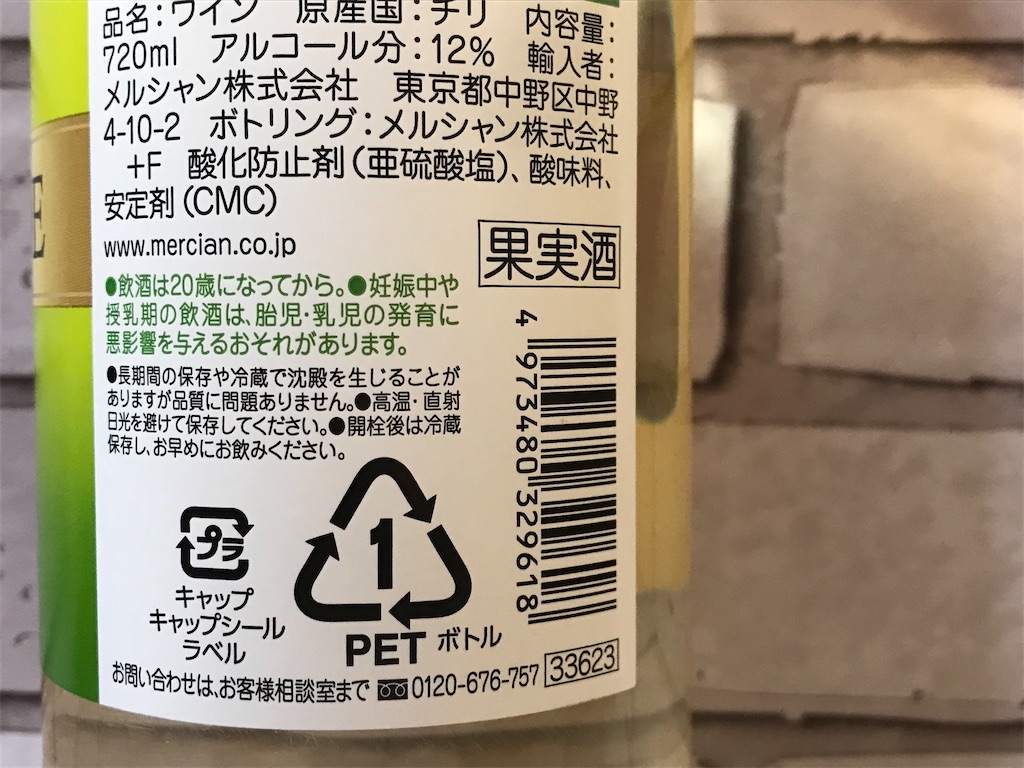 品名:ワイン 原産国:チリ 内容量:
720ml アルコール分:12% 輸入者:
メルシャン株式会社 東京都中野区中野
4-10-2 ボトリング:メルシャン株式会社
+F 酸化防止剤(亜硫酸塩)、酸味料、
安定剤(CMC)
www.mercian.co.jp
果実酒
●飲酒は20歳になってから。●妊娠中や
授乳期の飲酒は、胎児・乳児の発育に
悪影響を与えるおそれがあります。
●長期間の保存や冷蔵で沈殿を生じることが
ありますが品質に問題ありません。●高温・直射
日光を避けて保存してください。●開栓後は冷蔵
保存し、お早めにお飲みください。
4 973480 329618
プラ
キャップ
キャップシール
ラベル
1
PET ボトル
お問い合わせは、お客様相談室まで 0120-676-757 33623
E